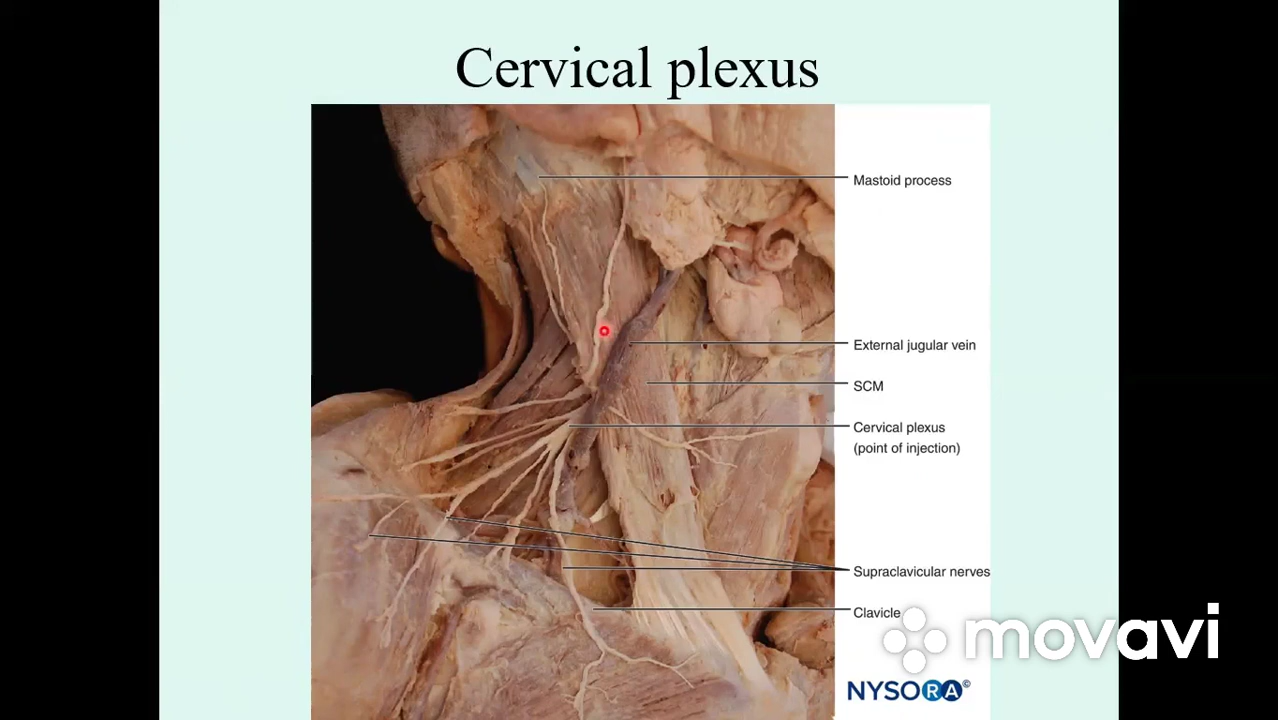 Cervical plexus
Mastoid process
External jugular vein
SCM
Cervical plexus
(point of injection)
Supraclavicular nerves
Clavicle
movavi
NYSORA©